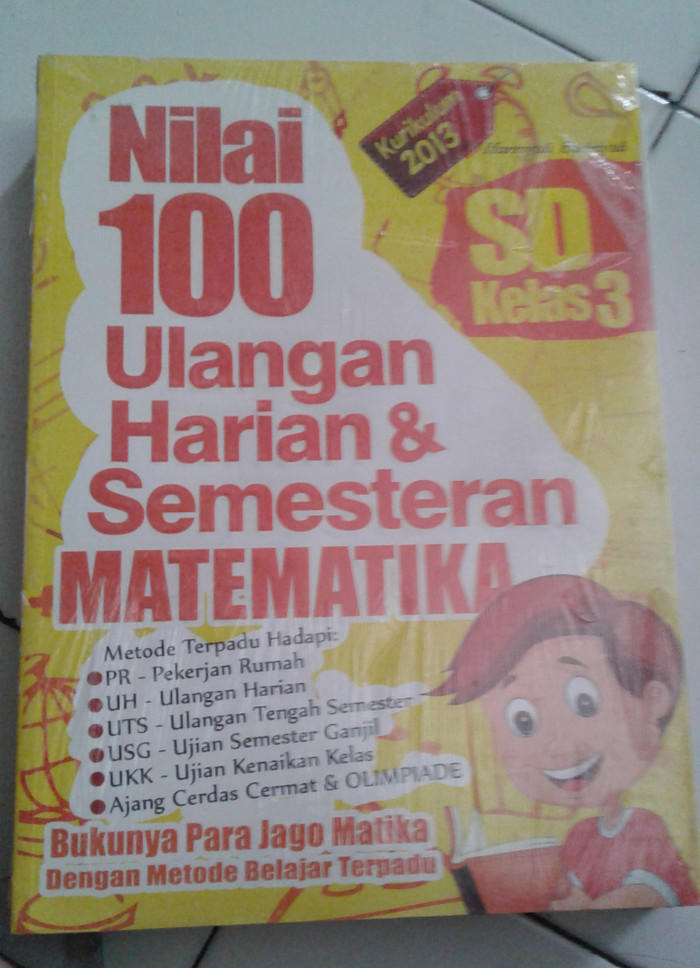 Nilai
100
Ulangan
Harian &
Semesteran
MATEMATIKA
Kurikulum
2013
SD
Kelas 3
Metode Terpadu Hadapi:
PR - Pekerjan Rumah
UH - Ulangan Harian
UTS - Ulangan Tengah Semester
USG - Ujian Semester Ganjil
UKK - Ujian Kenaikan Kelas
Ajang Cerdas Cermat & OLIMPIADE
Bukunya Para Jago Matika
Dengan Metode Belajar Terpadu